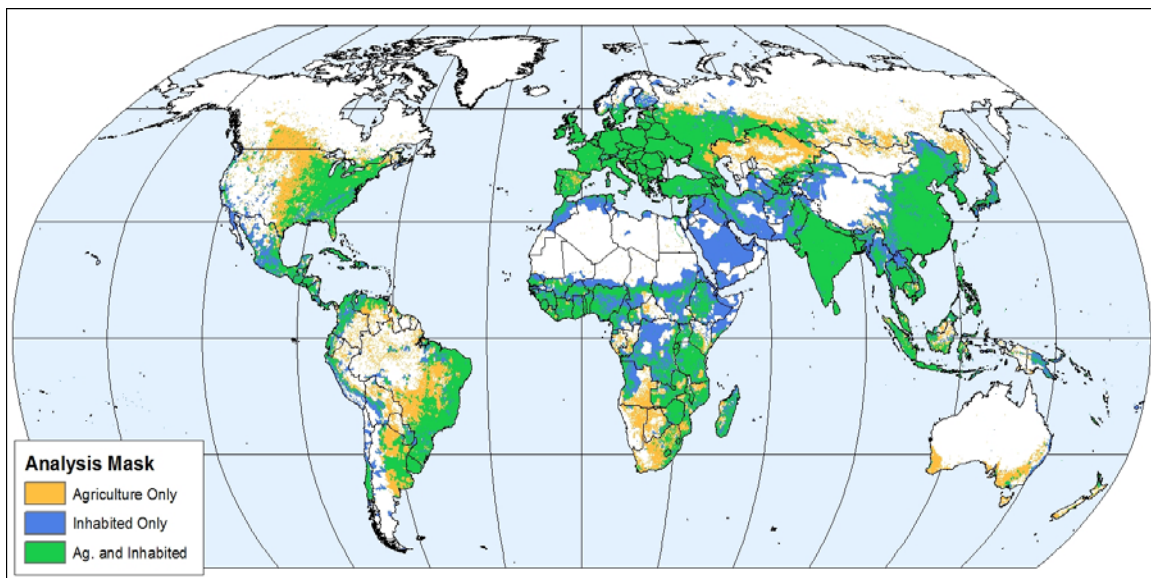 Analysis Mask
Agriculture Only
Inhabited Only
Ag. and Inhabited